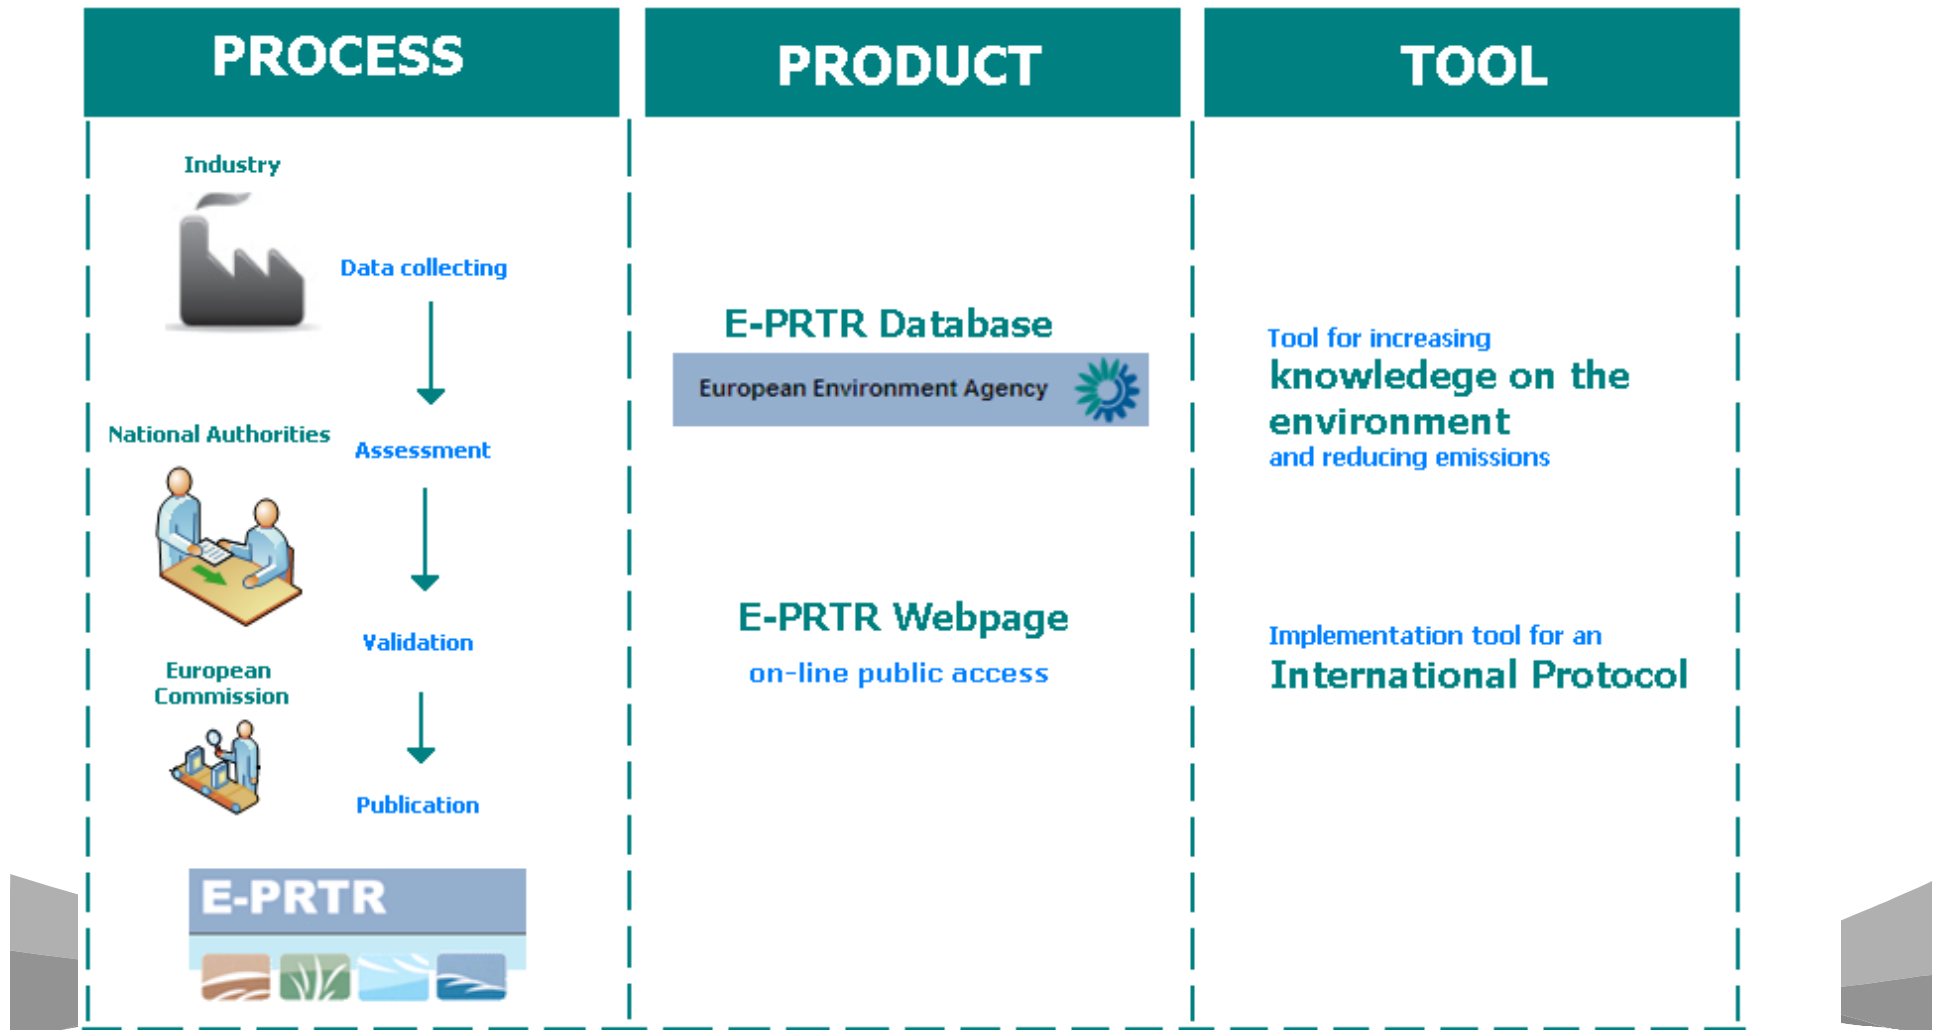 PROCESS
PRODUCT
TOOL
Industry
Data collecting
National Authorities
Assessment
Validation
European
Commission
Publication
E-PRTR
E-PRTR Database
European Environment Agency
E-PRTR Webpage
on-line public access
Tool for increasing
knowledege on the
environment
and reducing emissions
Implementation tool for an
International Protocol